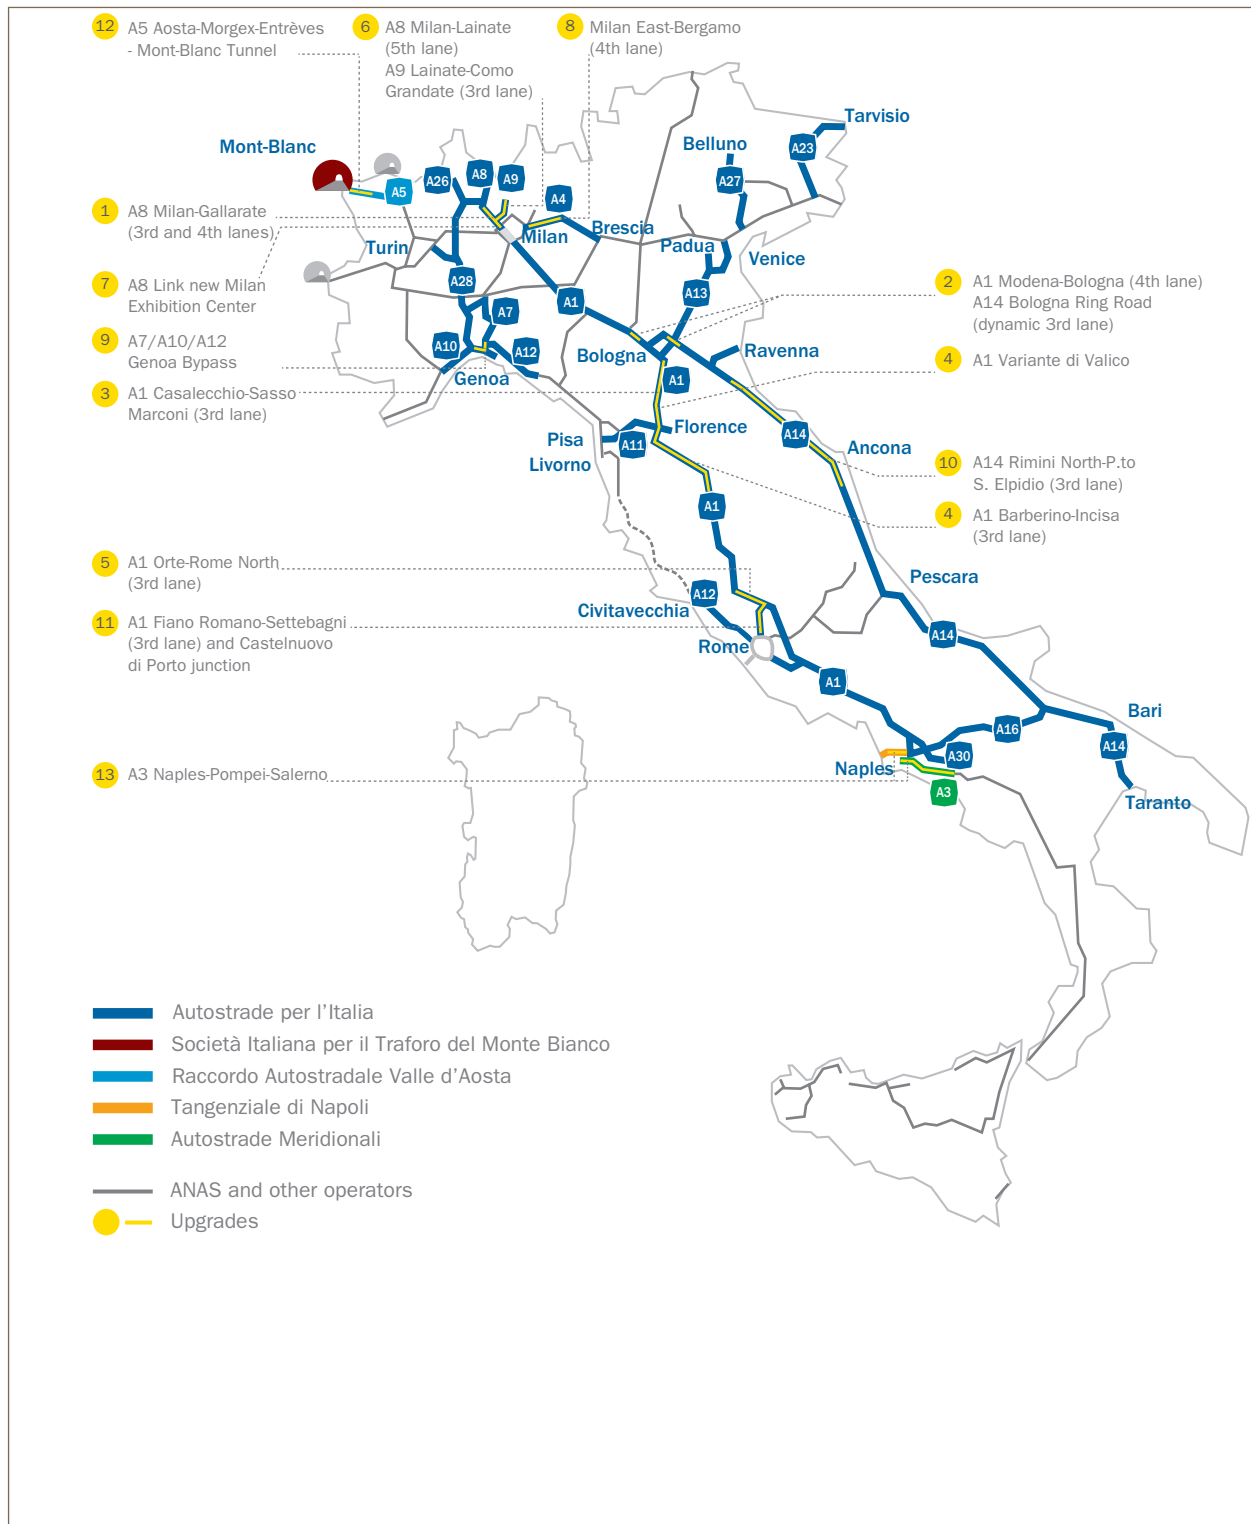 12 A5 Aosta-Morgex-Entrèves
- Mont-Blanc Tunnel
6 A8 Milan-Lainate
(5th lane)
A9 Lainate-Como
Grandate (3rd lane)
8 Milan East-Bergamo
(4th lane)
Tarvisio
Belluno
Mont-Blanc
A23
A27
A26
A8
A9
A5
A4
1 A8 Milan-Gallarate
(3rd and 4th lanes)
Brescia
Milan
Padua
Turin
Venice
7 A8 Link new Milan
Exhibition Center
A28
A13
A1
A7
2 A1 Modena-Bologna (4th lane)
A14 Bologna Ring Road
(dynamic 3rd lane)
9 A7/A10/A12
Genoa Bypass
A10
A12
Bologna
Ravenna
4 A1 Variante di Valico
Genoa
A1
3 A1 Casalecchio-Sasso
Marconi (3rd lane)
Florence
Pisa
A11
A14
Ancona
Livorno
10 A14 Rimini North-P.to
S. Elpidio (3rd lane)
A1
4 A1 Barberino-Incisa
(3rd lane)
5 A1 Orte-Rome North
(3rd lane)
Pescara
A12
Civitavecchia
11 A1 Fiano Romano-Settebagni
(3rd lane) and Castelnuovo
di Porto junction
A14
Rome
A1
Bari
A16
A14
A30
Naples
13 A3 Naples-Pompei-Salerno
A3
Taranto
Autostrade per l'Italia
Società Italiana per il Traforo del Monte Bianco
Raccordo Autostradale Valle d'Aosta
Tangenziale di Napoli
Autostrade Meridionali
ANAS and other operators
Upgrades